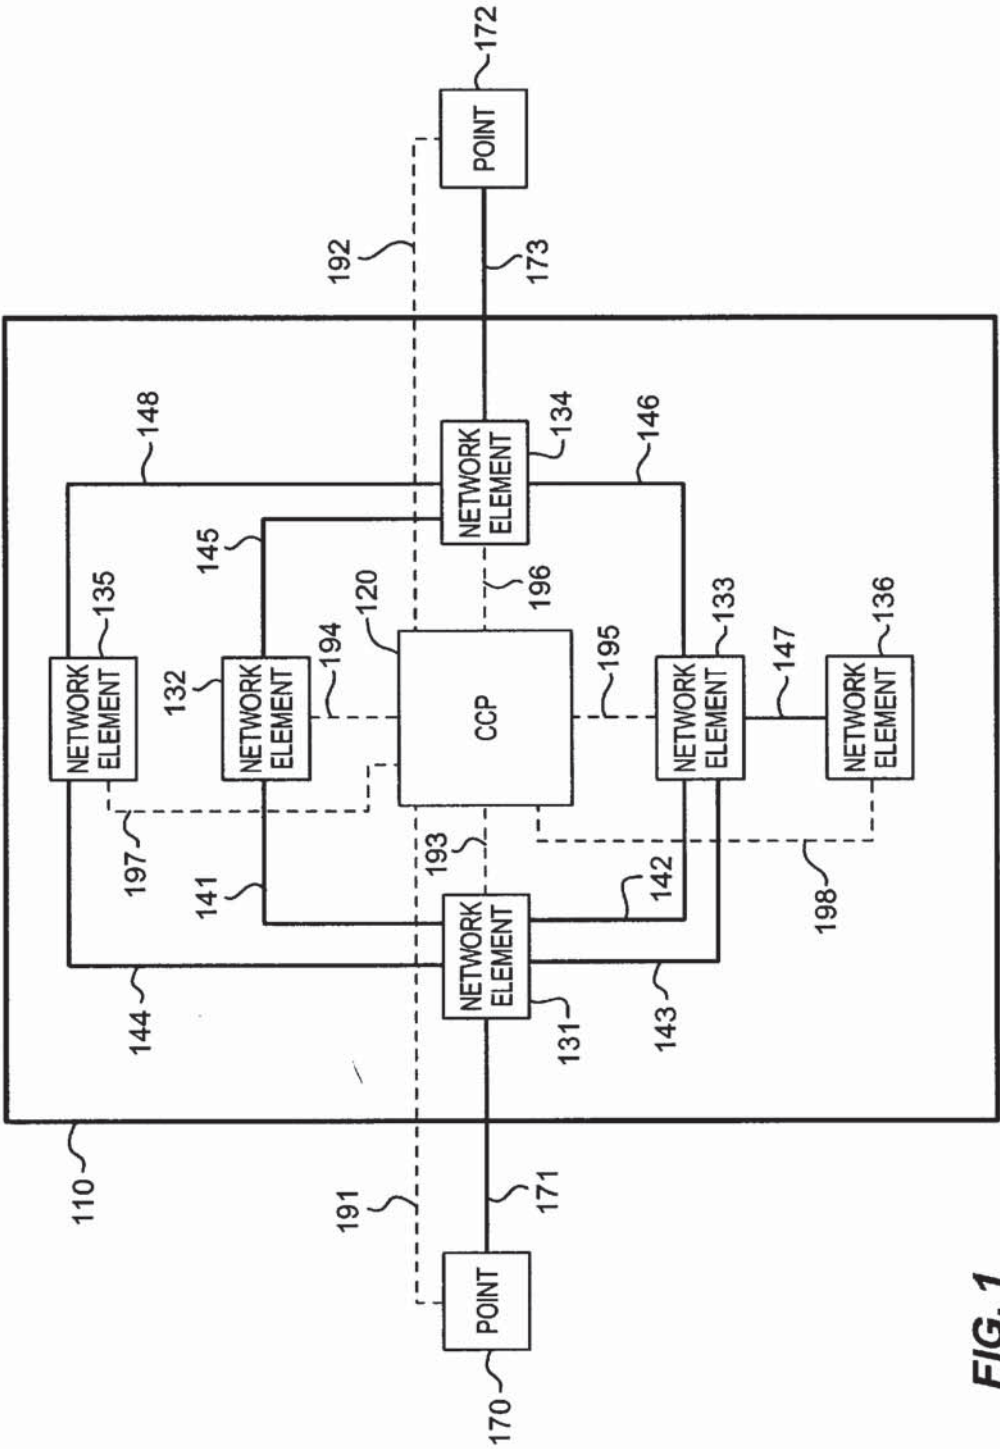 110
148
135
NETWORK
ELEMENT
145
197
132
NETWORK
ELEMENT
144
141
194
120
192
191
193
CCP
196
170
POINT
171
NETWORK
ELEMENT
131
NETWORK
ELEMENT
134
173
POINT
172
142
195
146
143
NETWORK
ELEMENT
133
147
198
NETWORK
ELEMENT
136
FIG. 1